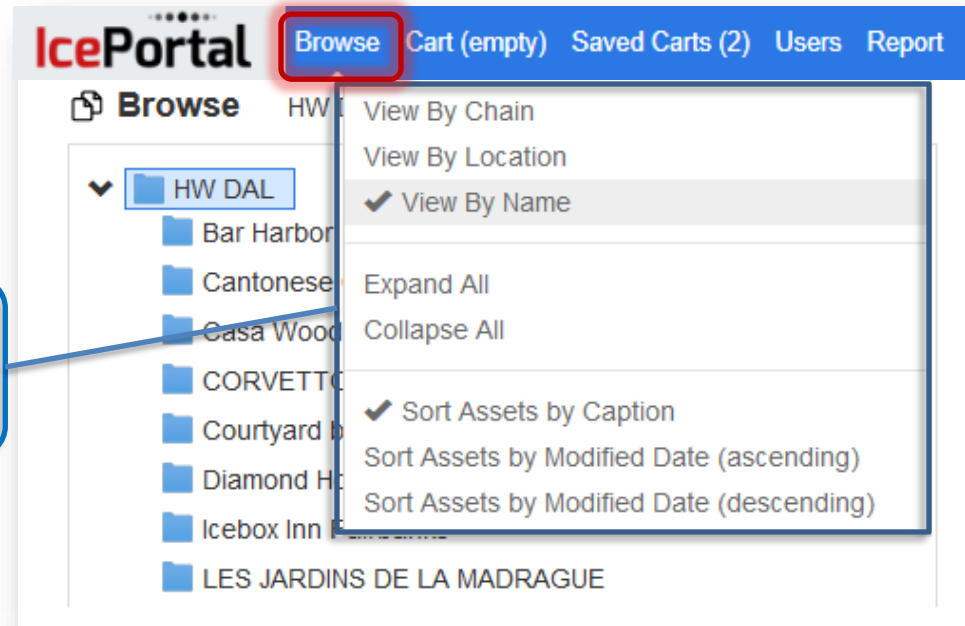 IcePortal Browse Cart (empty) Saved Carts (2) Users Report
Browse HW
View By Chain
View By Location
HW DAL
View By Name
Bar Harbor
Cantonese
Expand All
Casa Wood
Collapse All
CORVETTO
Sort Assets by Caption
Courtyard
Sort Assets by Modified Date (ascending)
Diamond
Sort Assets by Modified Date (descending)
Icebox Inn
LES JARDINS DE LA MADRAGUE